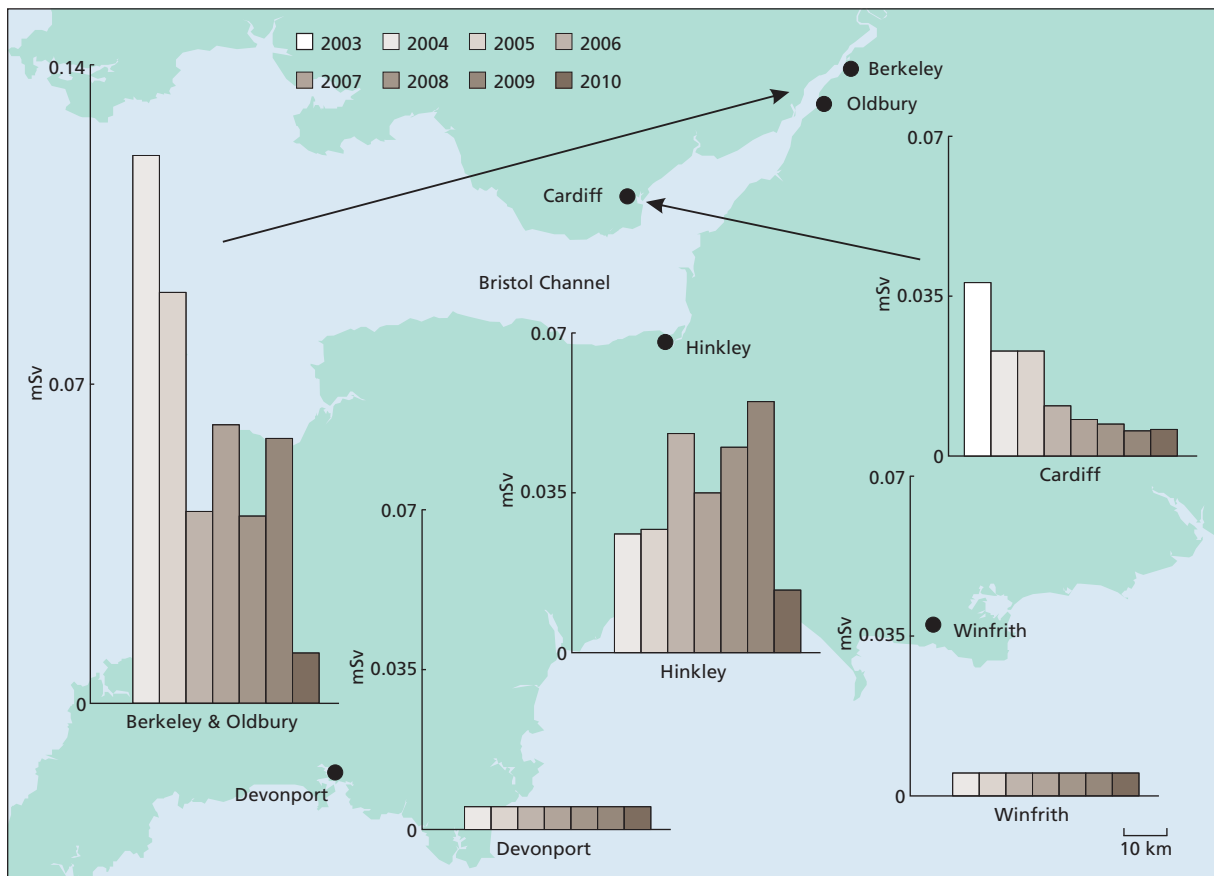 2003 2004 2005 2006
2007 2008 2009 2010
0.14
mSv
0.07
0
Berkeley & Oldbury
Berkeley
Oldbury
Cardiff
Bristol Channel
Hinkley
0.07
mSv
0.035
0
Cardiff
0.07
mSv
0.035
0
Hinkley
0.07
mSv
0.035
0
Winfrith
Winfrith
Devonport
0.07
mSv
0.035
0
Devonport
10 km